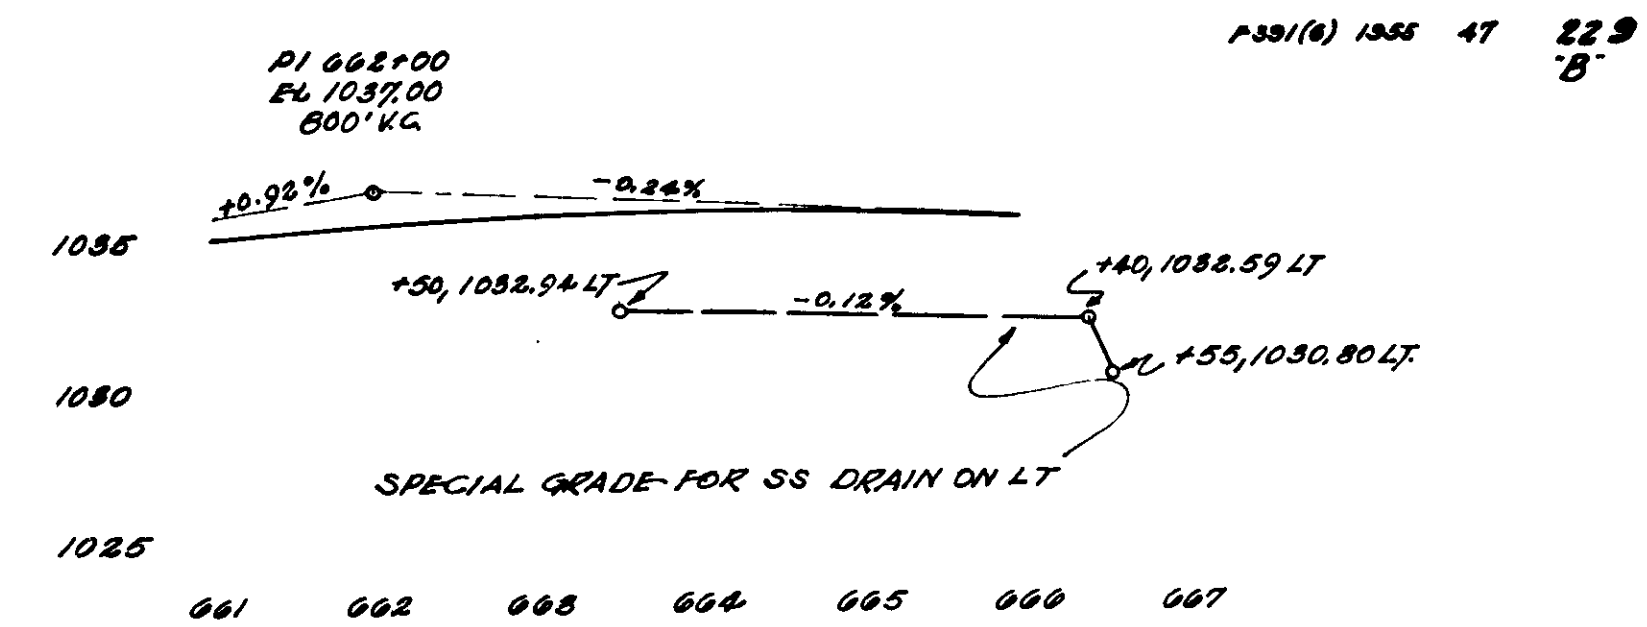 F391(6) 1955 47 229
"B"
PI 662+00
EL 1037.00
800' V.C.
+0.92%
-0.24%
1035
+50, 1032.94 LT
-0.12%
+40, 1032.59 LT
+55, 1030.80 LT.
1030
SPECIAL GRADE FOR SS DRAIN ON LT
1025
661 662 663 664 665 666 667